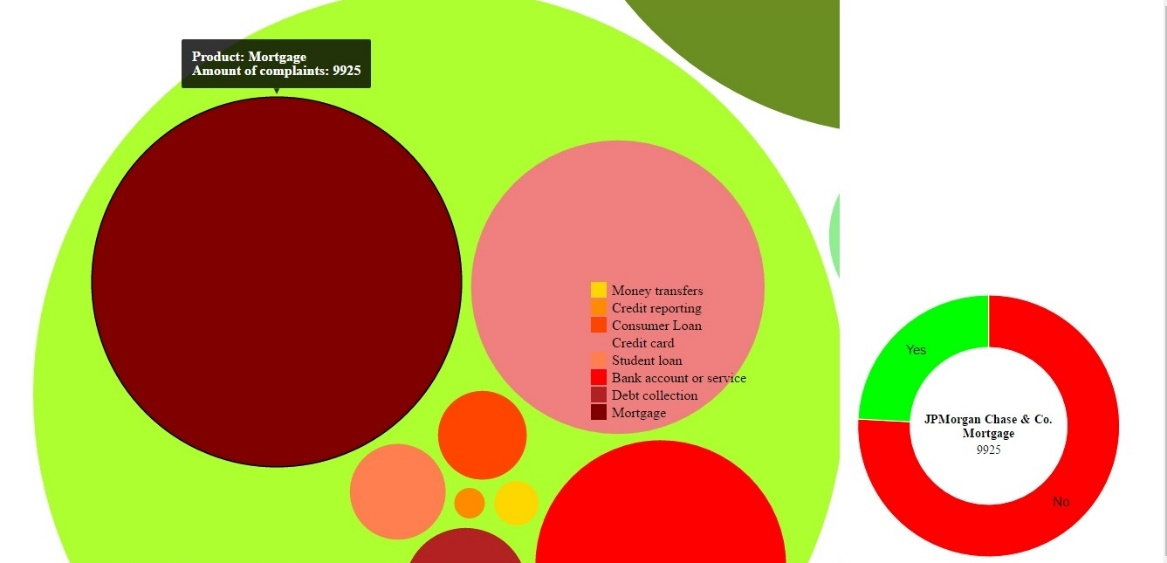 Product: Mortgage
Amount of complaints: 9925
Money transfers
Credit reporting
Consumer Loan
Credit card
Student loan
Bank account or service
Debt collection
Mortgage
Yes
JPMorgan Chase & Co.
Mortgage
9925
No